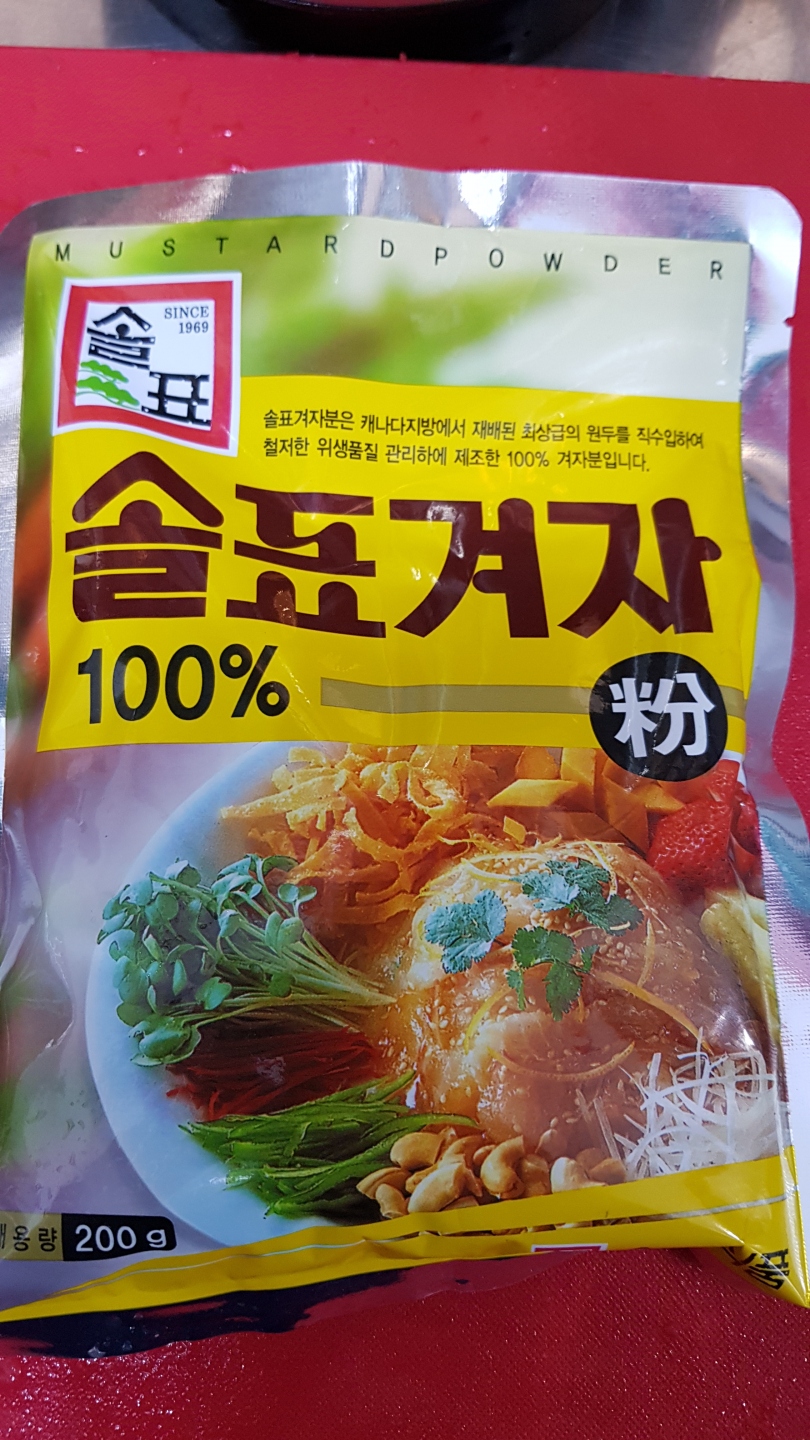 MUSTARDPOWDER
SINCE
1969
솔표
솔표겨자분은 캐나다지방에서 재배된 최상급의 원두를 직수입하여
철저한 위생품질 관리하에 제조한 100% 겨자분입니다.
솔표겨자
100%
粉
200g